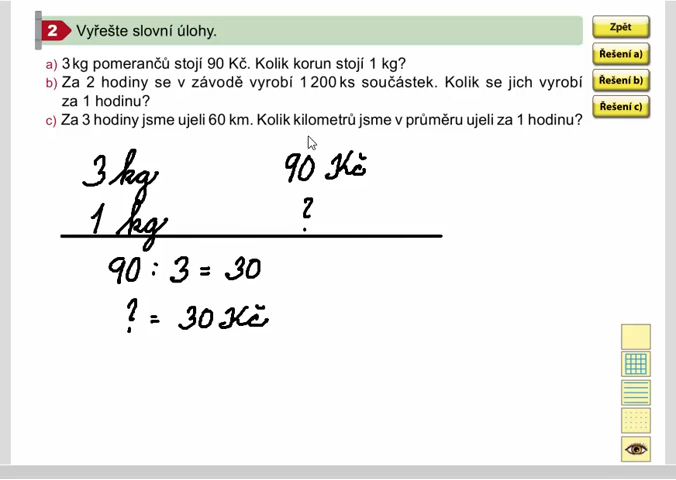 2 Vyřešte slovní úlohy.
Zpět
Řešení a)
Řešení b)
Řešení c)
a) 3 kg pomerančů stojí 90 Kč. Kolik korun stojí 1 kg?
b) Za 2 hodiny se v závodě vyrobí 1 200 ks součástek. Kolik se jich vyrobí
za 1 hodinu?
c) Za 3 hodiny jsme ujeli 60 km. Kolik kilometrů jsme v průměru ujeli za 1 hodinu?
3 kg 90 Kč
1 kg ?
90 : 3 = 30
? = 30 Kč